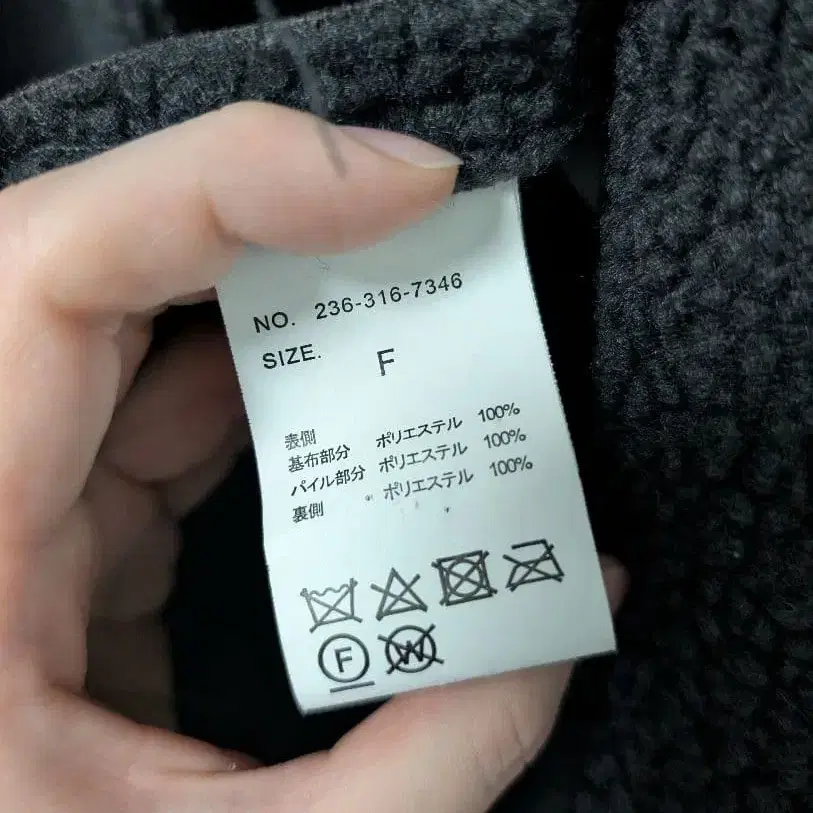 NO. 236-316-7346
SIZE. F
表側
基布部分 ポリエステル 100%
パイル部分 ポリエステル 100%
裏側 ポリエステル 100%
F W